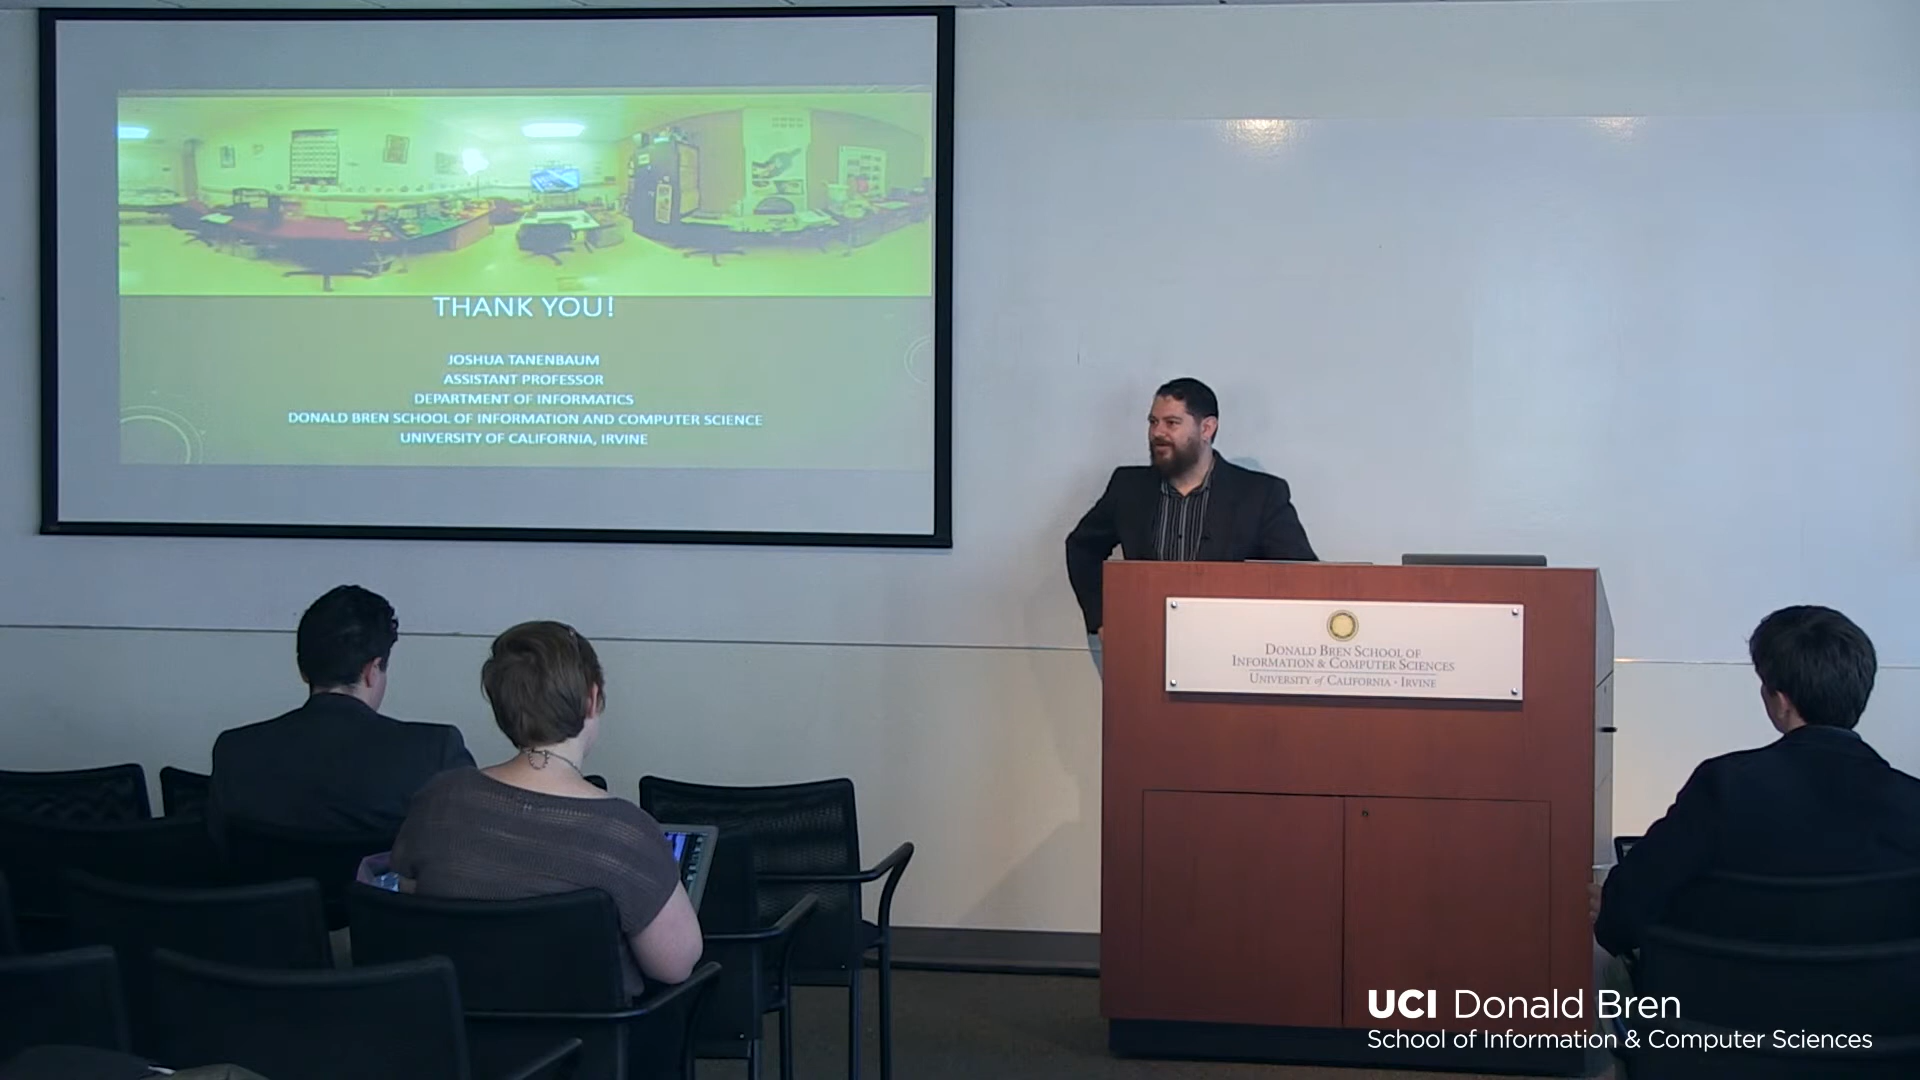 THANK YOU!
JOSHUA TANENBAUM
ASSISTANT PROFESSOR
DEPARTMENT OF INFORMATICS
DONALD BREN SCHOOL OF INFORMATION AND COMPUTER SCIENCE
UNIVERSITY OF CALIFORNIA, IRVINE
DONALD BREN SCHOOL OF
INFORMATION & COMPUTER SCIENCES
UNIVERSITY of CALIFORNIA · IRVINE
UCI Donald Bren
School of Information & Computer Sciences